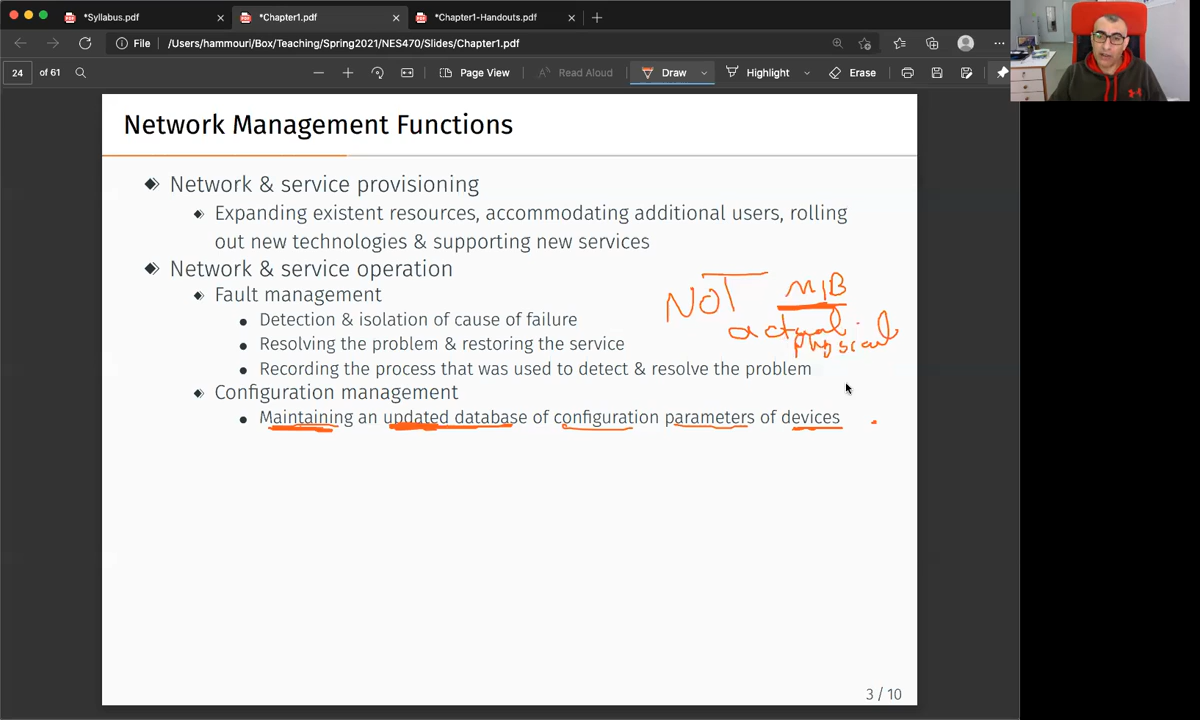 *Syllabus.pdf
*Chapter1.pdf
*Chapter1-Handouts.pdf
File /Users/hammouri/Box/Teaching/Spring2021/NES470/Slides/Chapter1.pdf
24 of 61 Page View Read Aloud Draw Highlight Erase
Network Management Functions
Network & service provisioning
Expanding existent resources, accommodating additional users, rolling
out new technologies & supporting new services
Network & service operation
Fault management
NOT MIB
Detection & isolation of cause of failure
actual physical
Resolving the problem & restoring the service
Recording the process that was used to detect & resolve the problem
Configuration management
Maintaining an updated database of configuration parameters of devices
3 / 10